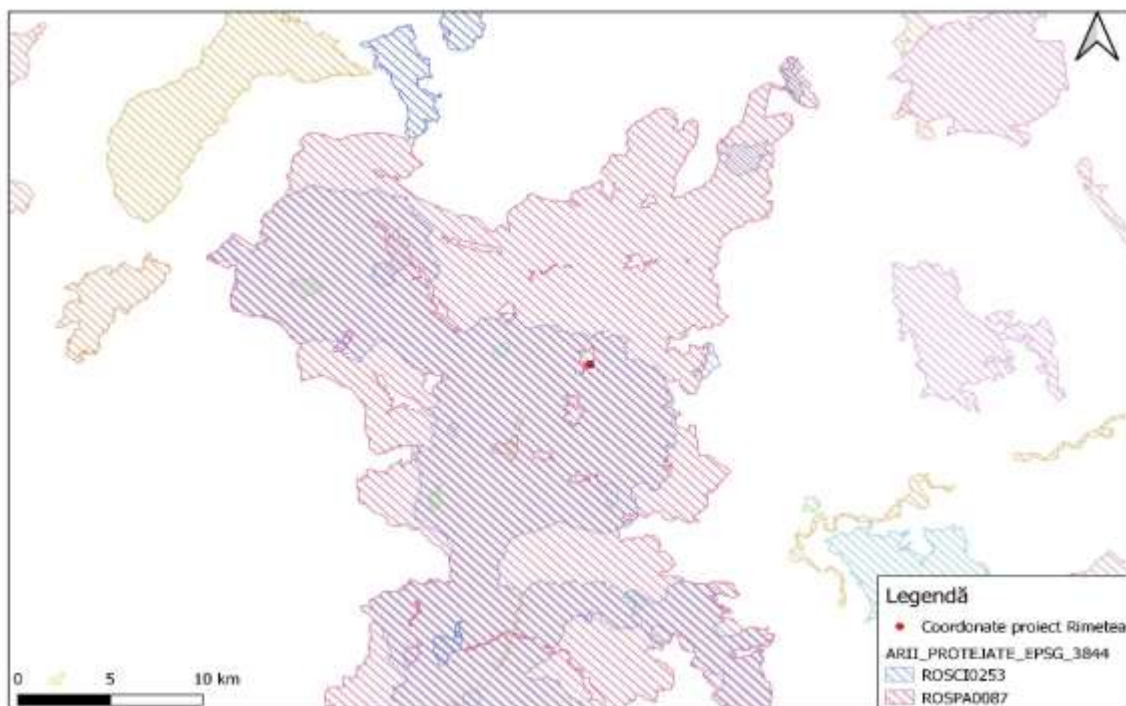 Legendă
Coordonate proiect Rimetea
ARII_PROTEJATE_EPSG_3844
ROSCI0253
ROSPA0087
0 5 10 km